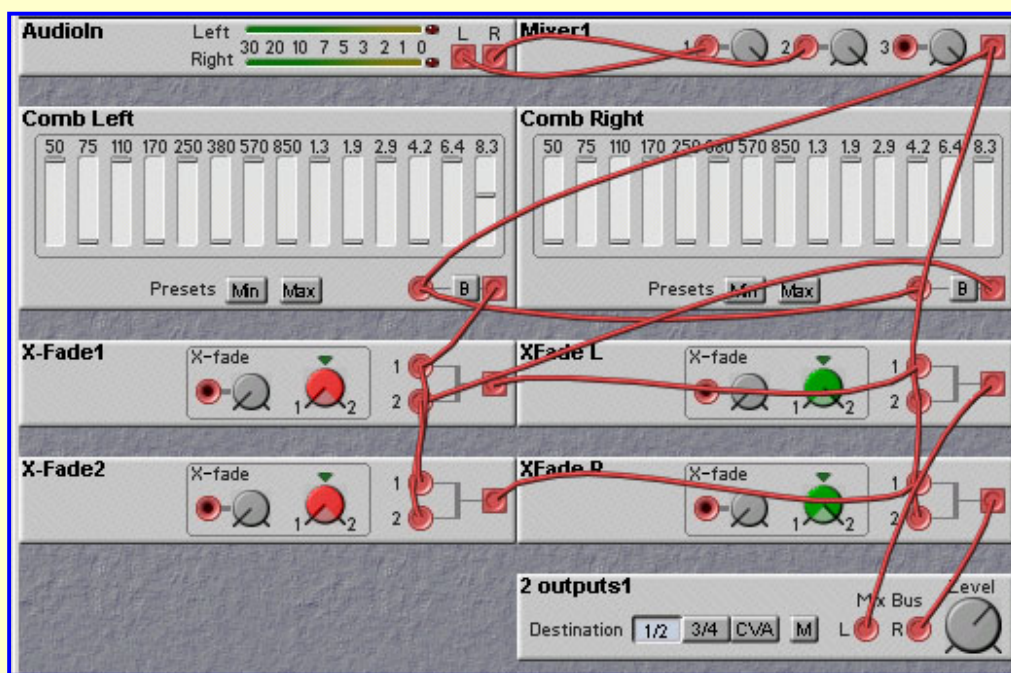 AudioIn
Left
Right
30 20 10 7 5 3 2 1 0
L R
Mixer1
1 2 3
Comb Left
50 75 110 170 250 380 570 850 1.3 1.9 2.9 4.2 6.4 8.3
Presets Min Max B
Comb Right
50 75 110 170 250 380 570 850 1.3 1.9 2.9 4.2 6.4 8.3
Presets Min Max B
X-Fade1
X-fade
1 2
1
2
XFade L
X-fade
1 2
1
2
X-Fade2
X-fade
1 2
1
2
XFade R
X-fade
1 2
1
2
2 outputs1
Mix Bus
Level
Destination 1/2 3/4 CVA M L R